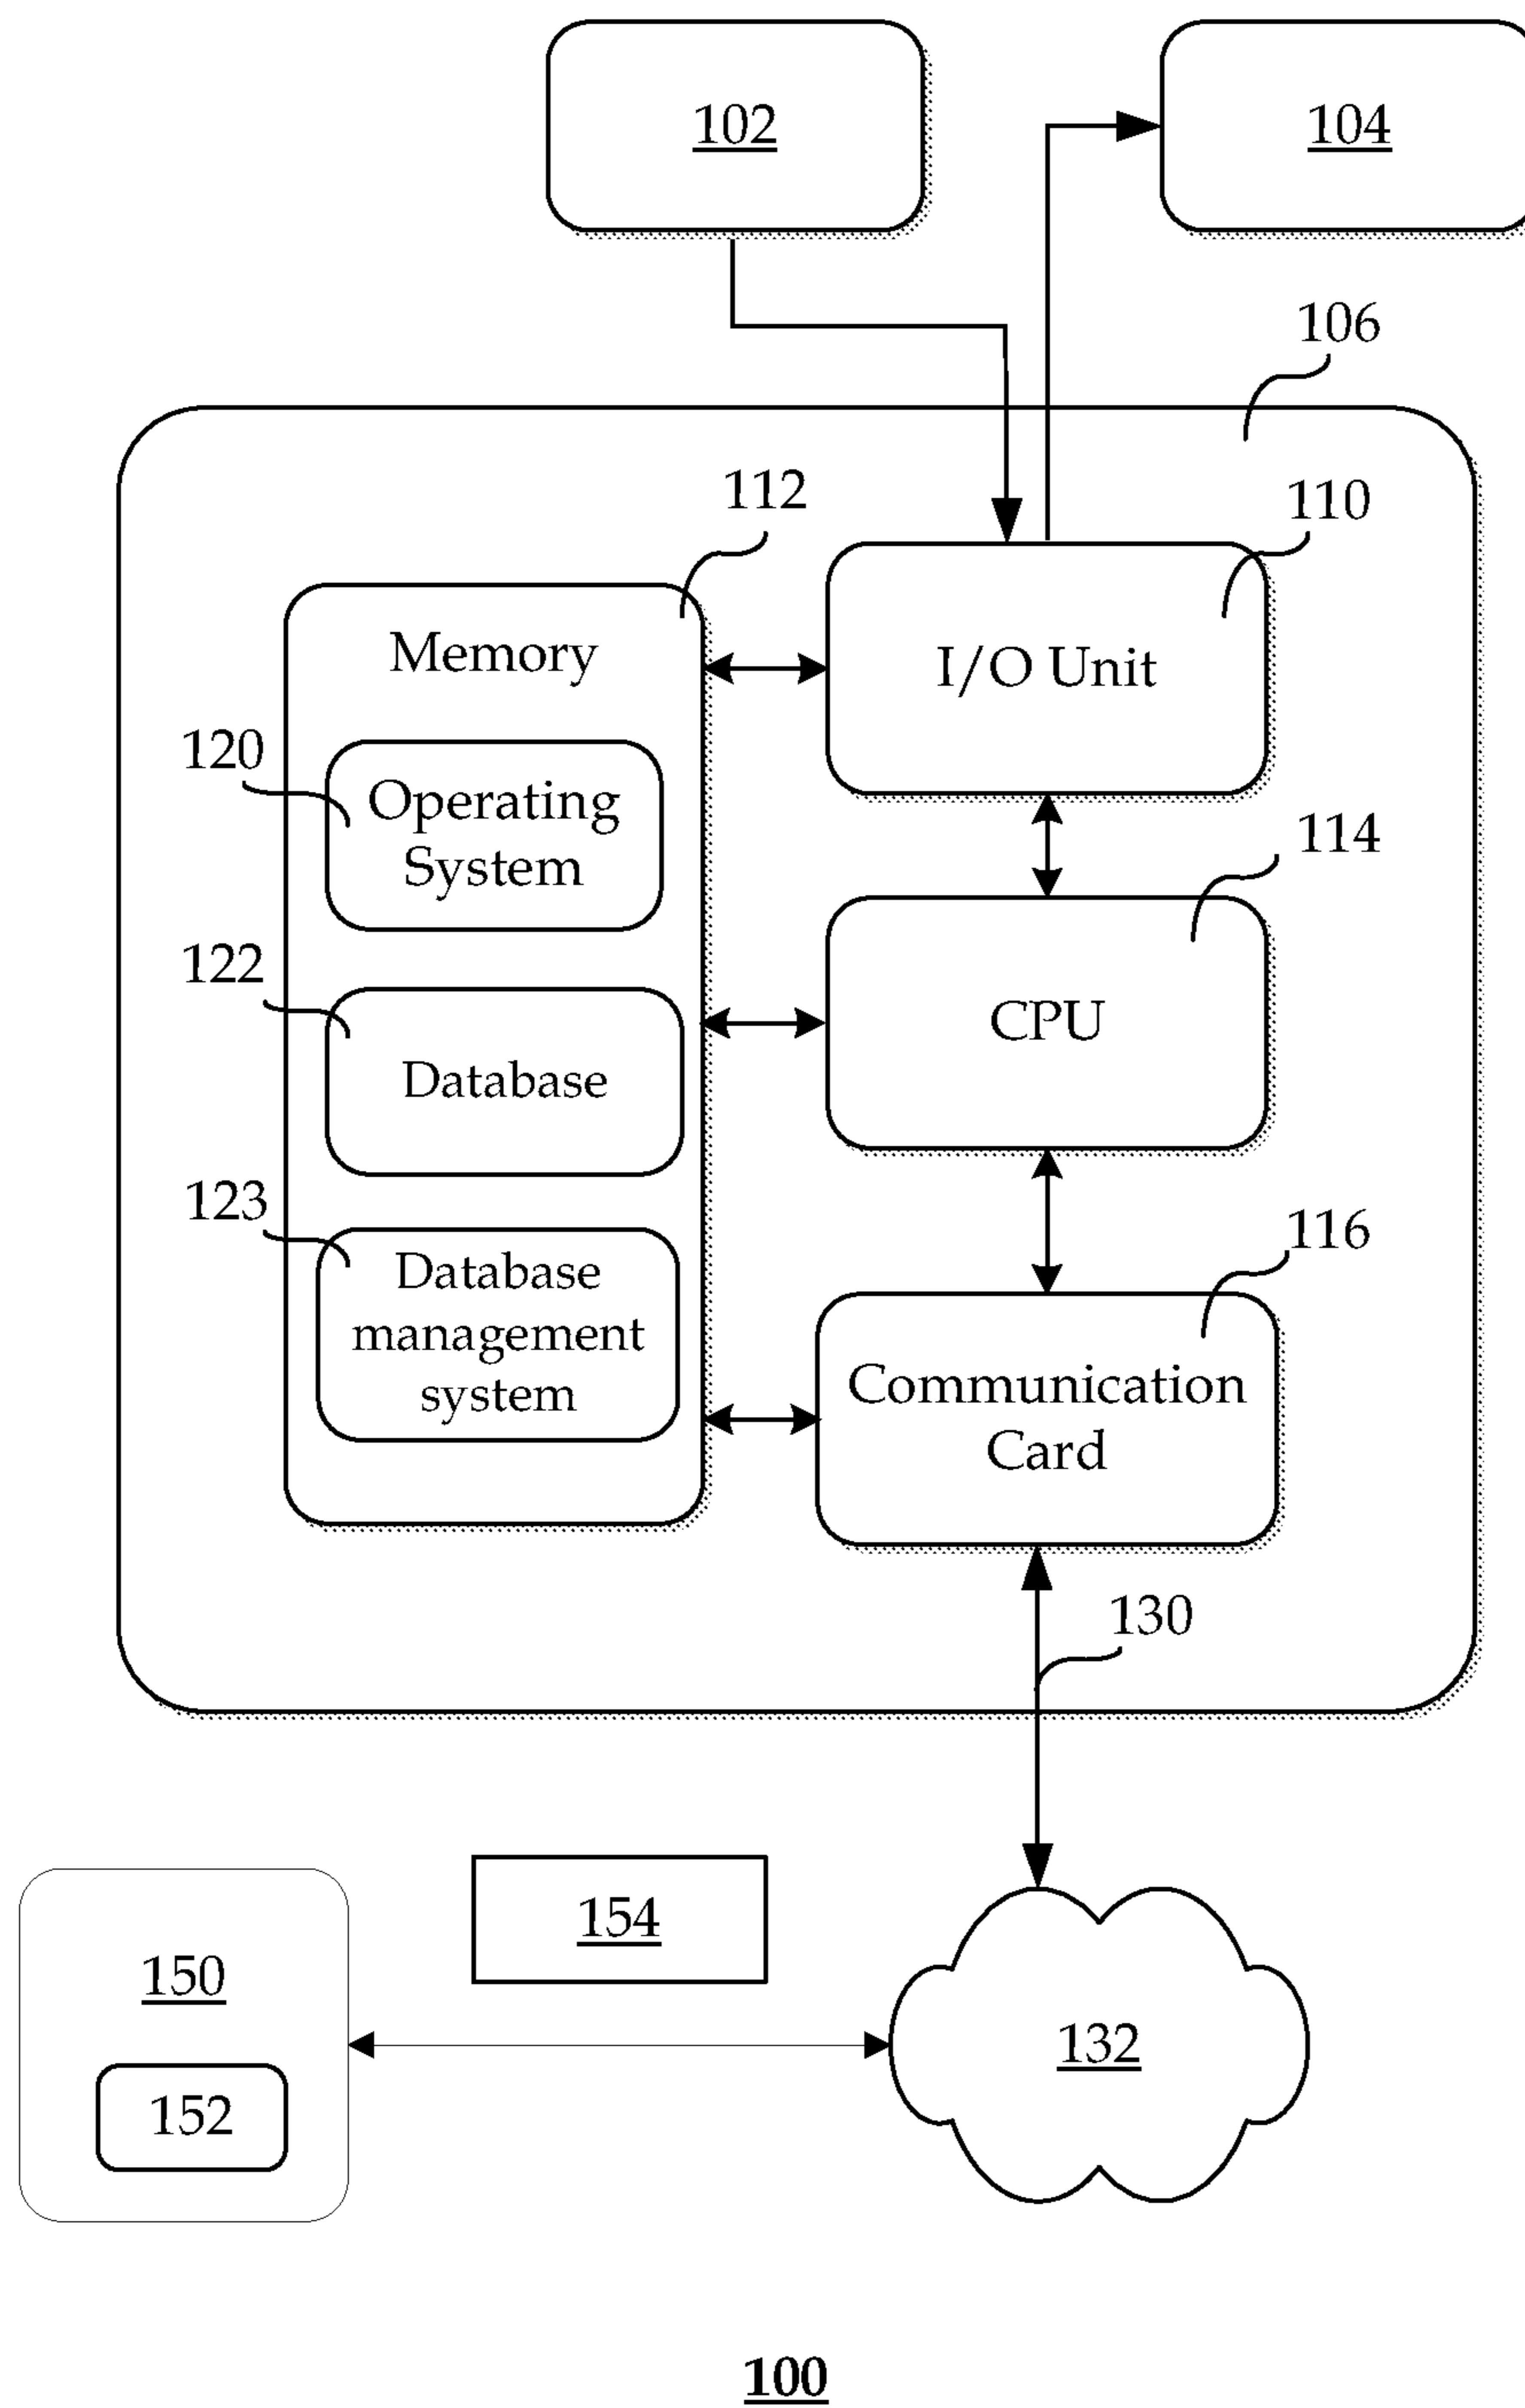 102
104
106
112
110
Memory
I/O Unit
120
Operating
System
114
122
CPU
Database
123
Database
management
system
116
Communication
Card
130
154
150
132
152
100